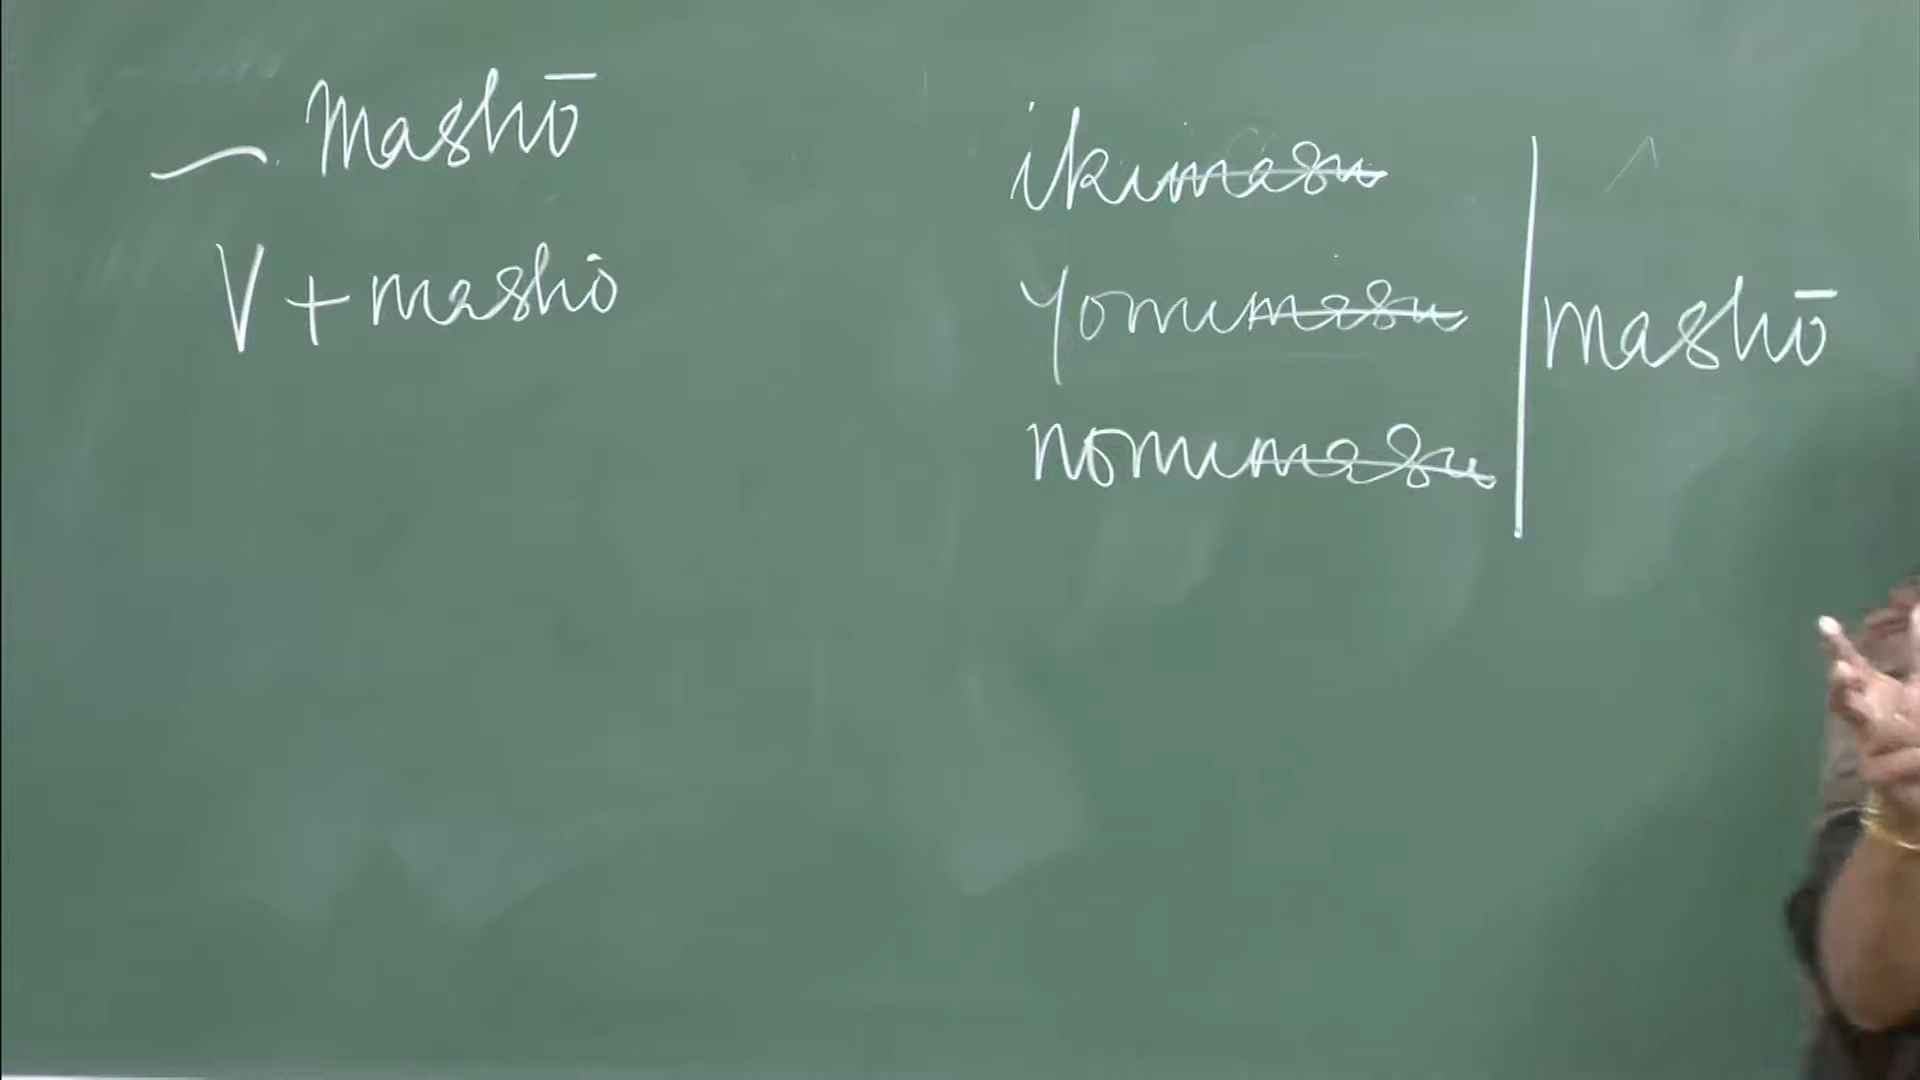 ~ mashō
V + mashō
ikimasu
yomimasu
nomimasu
mashō